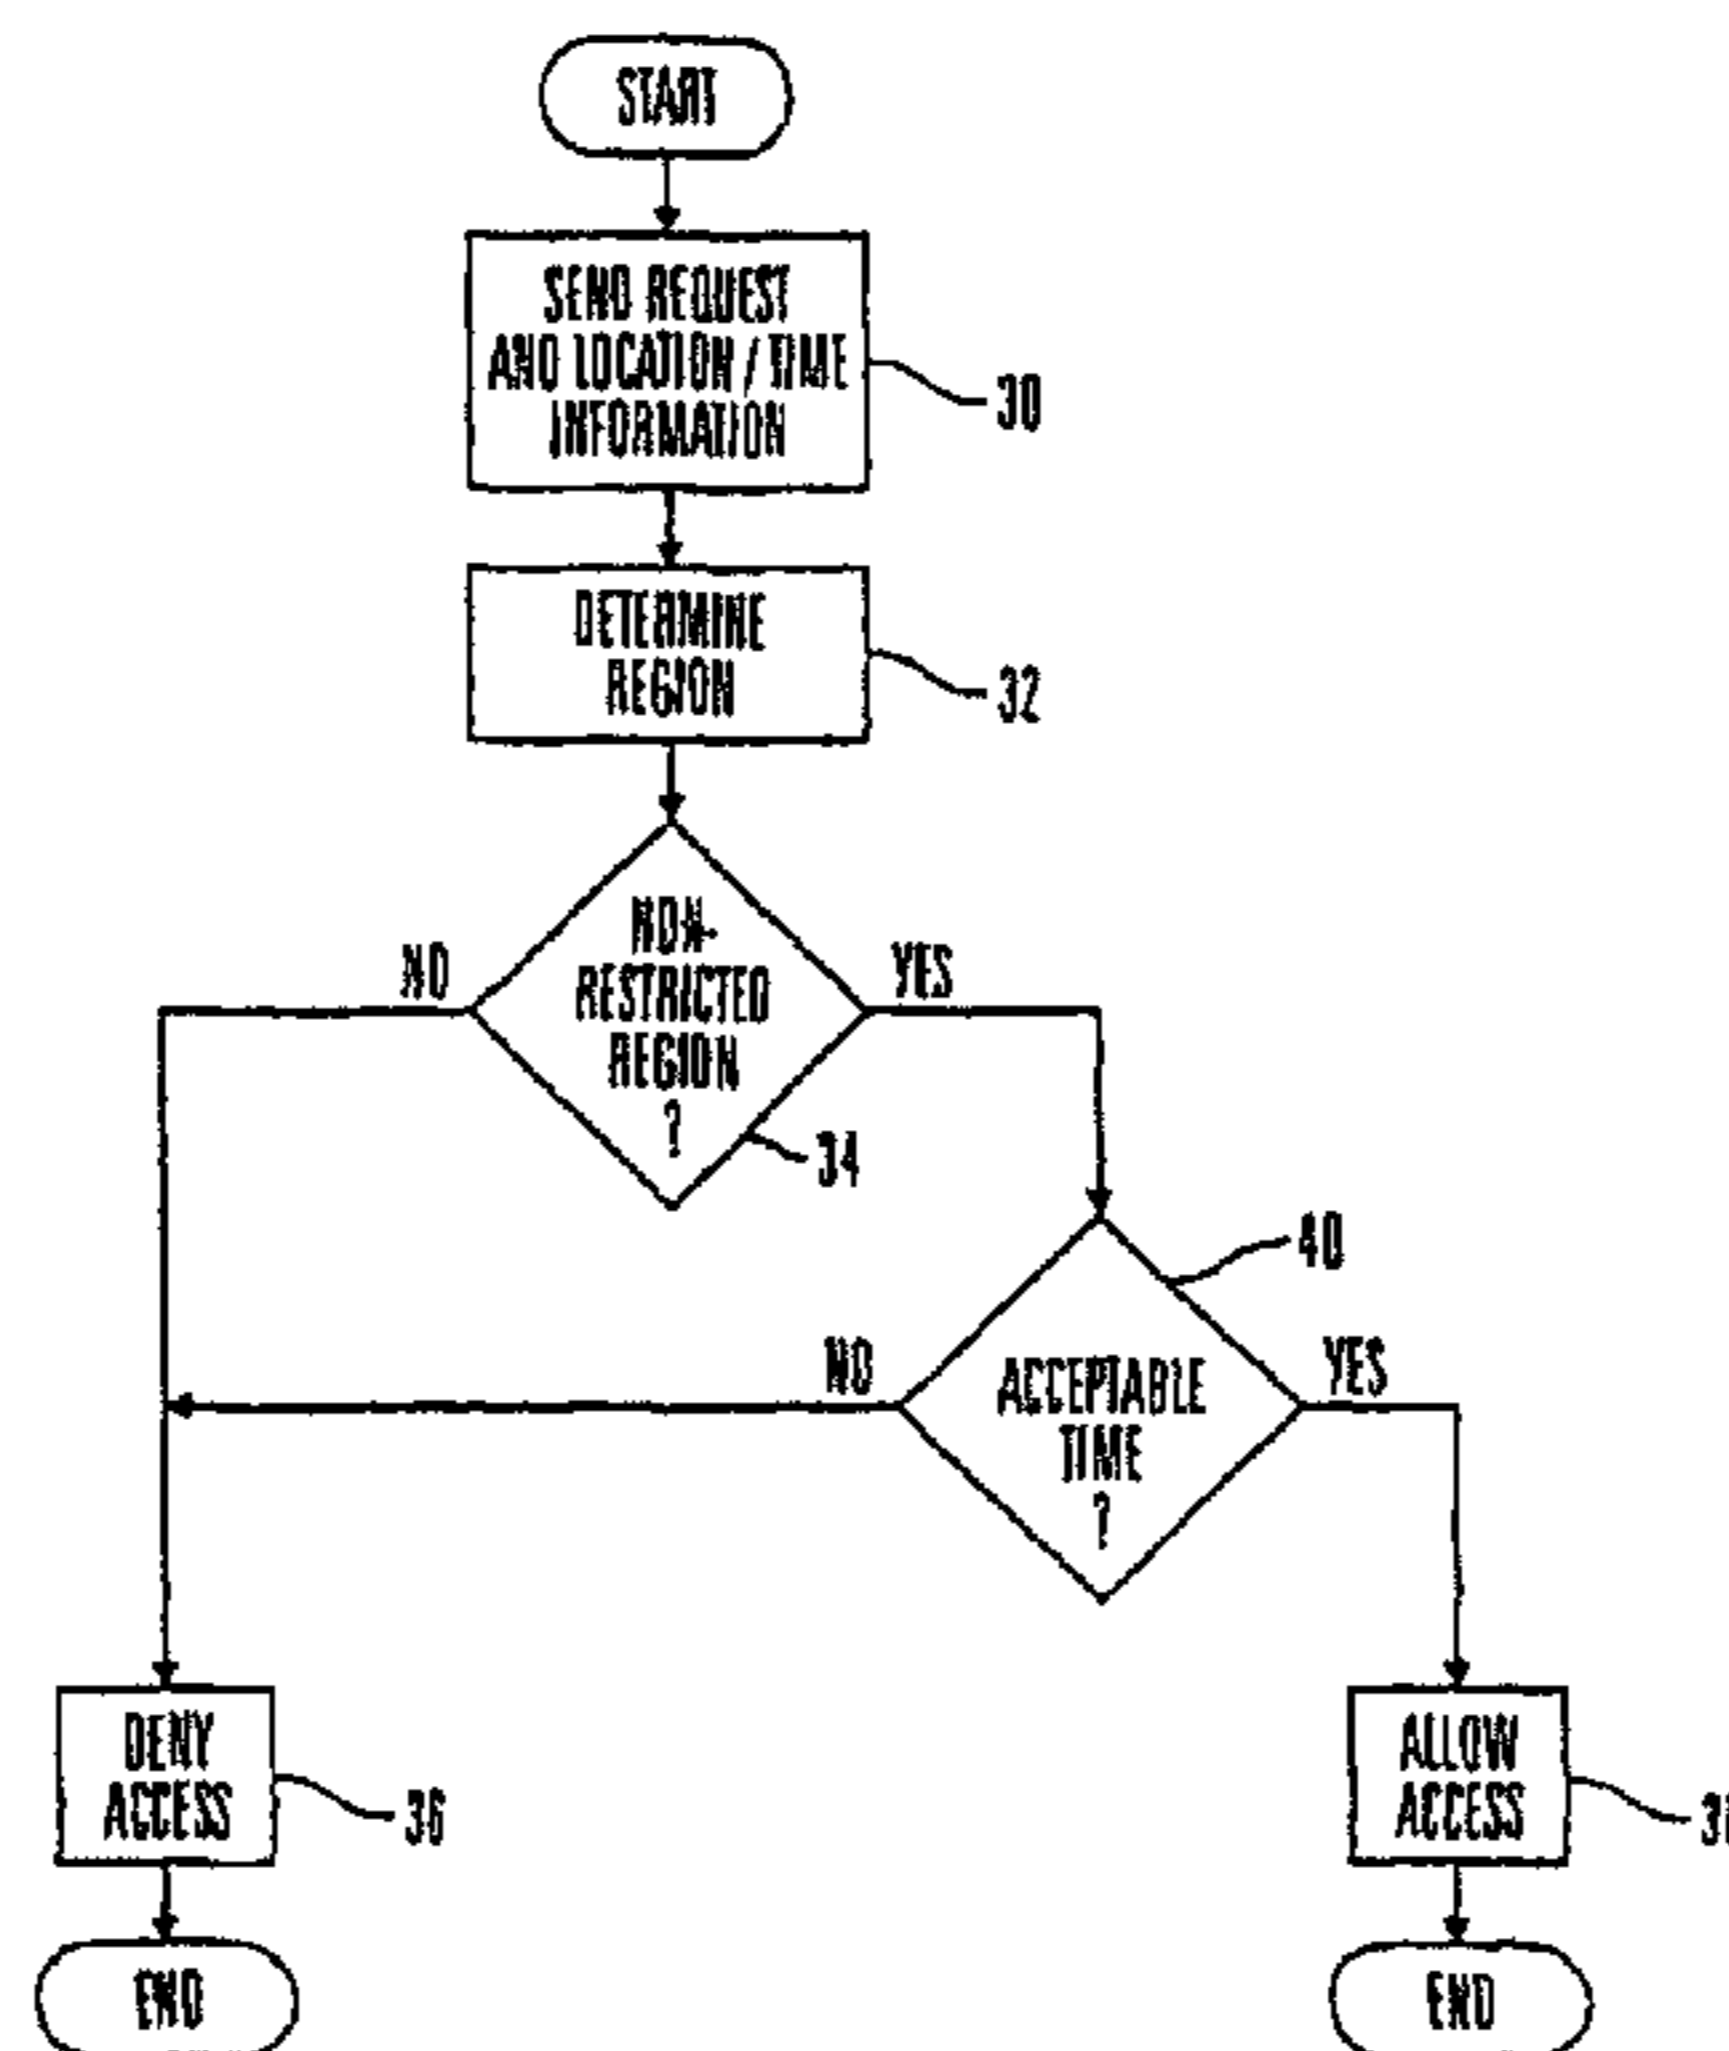 START
SEND REQUEST
AND LOCATION / TIME
INFORMATION
30
DETERMINE
REGION
32
NO
NON-
RESTRICTED
REGION
?
YES
34
40
NO
ACCEPTABLE
TIME
?
YES
DENY
ACCESS
36
ALLOW
ACCESS
END
END